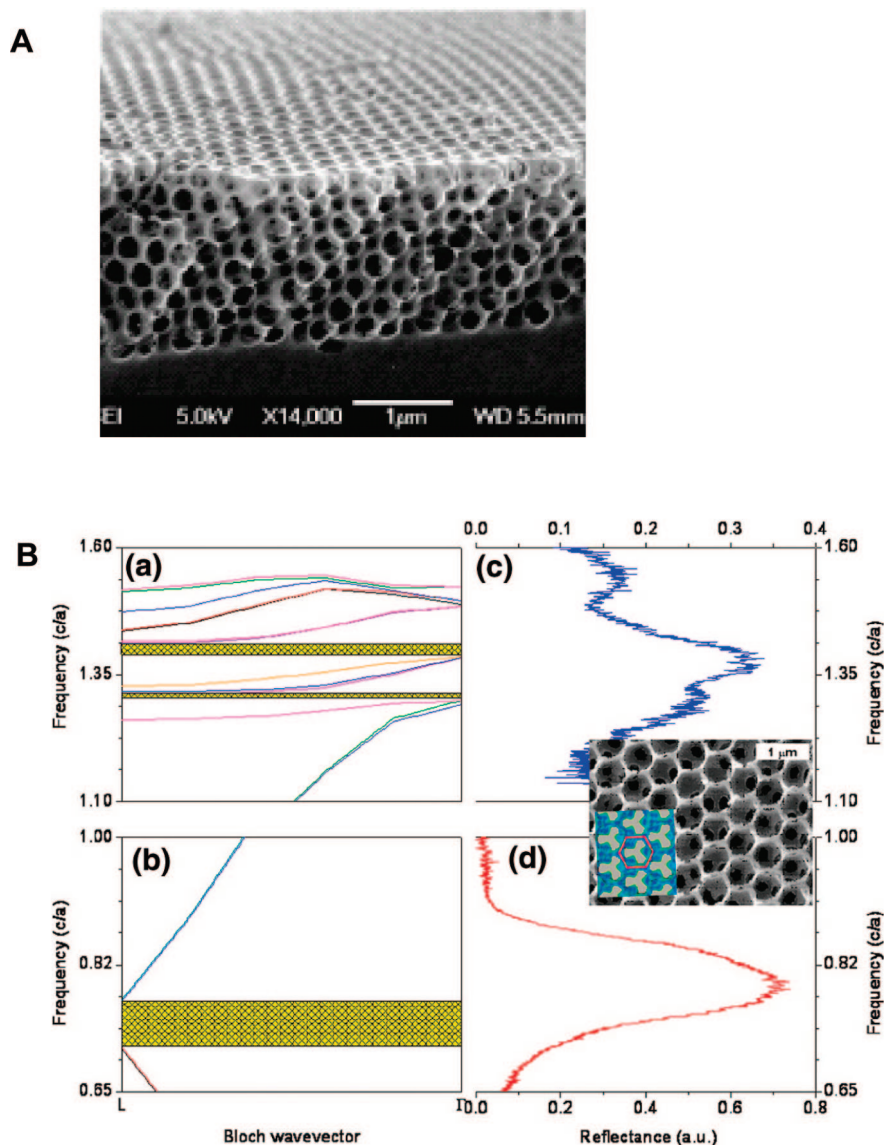 A
EI 5.0kV X14,000 1μm WD 5.5mm
B
0.0 0.1 0.2 0.3 0.4
(a)
(c)
1.60
1.35
1.10
Frequency (c/a)
1.60
1.35
1.10
Frequency (c/a)
1 μm
(b)
(d)
1.00
0.82
0.65
Frequency (c/a)
1.00
0.82
0.65
Frequency (c/a)
L
0.0 0.2 0.4 0.6 0.8
Bloch wavevector
Reflectance (a.u.)